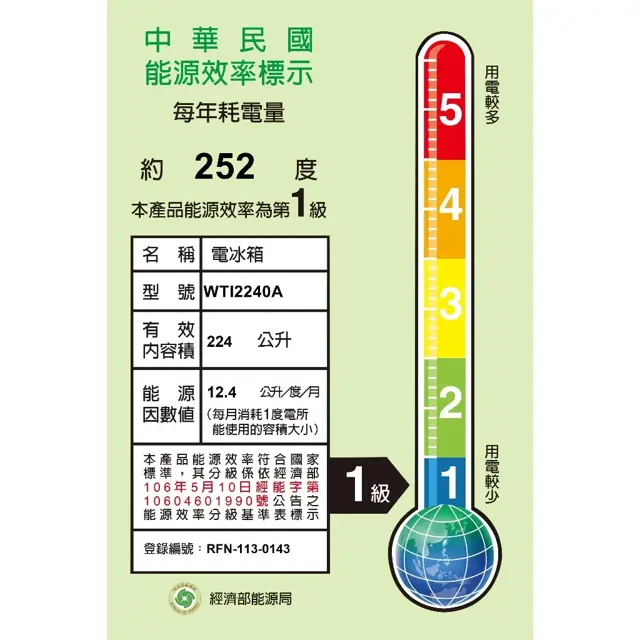 中華民國
能源效率標示
每年耗電量
約 252 度
本產品能源效率為第1級
名稱 電冰箱
型號 WTI2240A
有效內容積 224 公升
能源因數值 12.4 公升/度/月
(每月消耗1度電所
能使用的容積大小)
本產品能源效率符合國家
標準，其分級係依經濟部
106年5月10日經能字第
10604601990號公告之
能源效率分級基準表標示
登錄編號：RFN-113-0143
經濟部能源局
用電較多
5
4
3
2
1
用電較少
1級